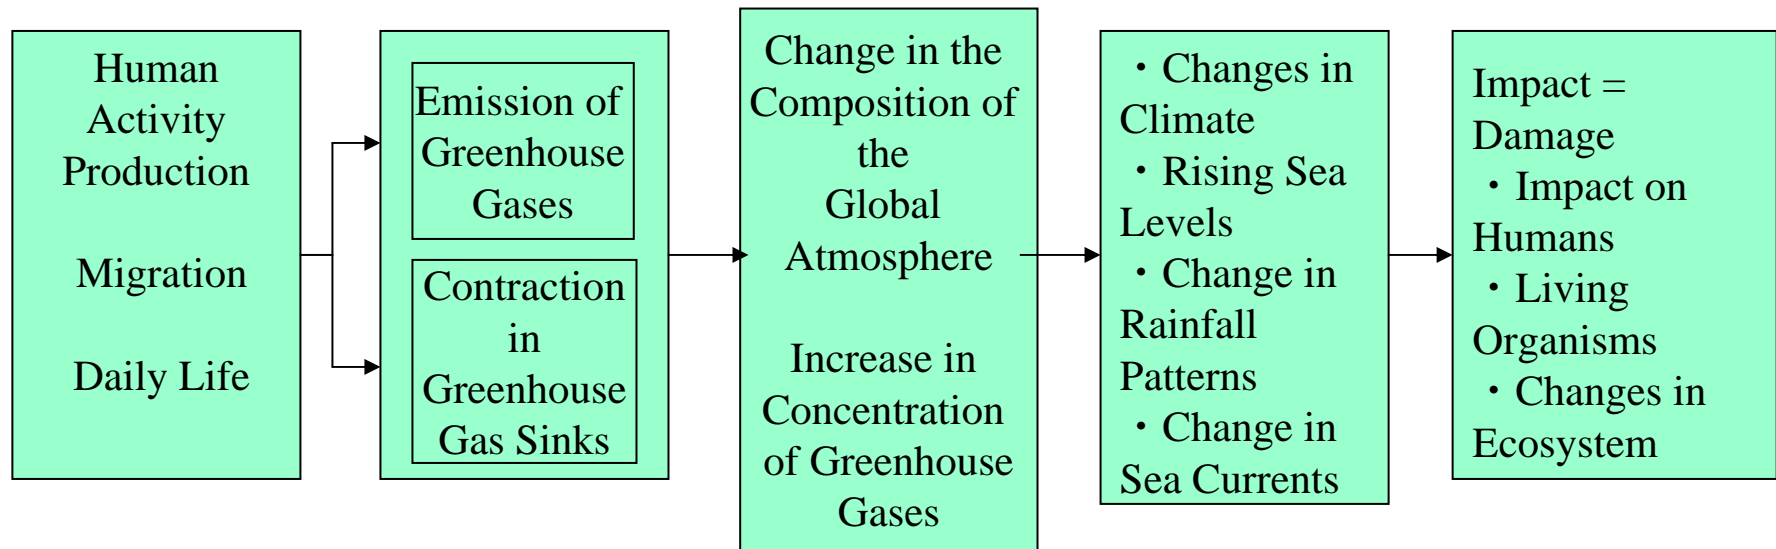 Human
Activity
Production
Migration
Daily Life
Emission of
Greenhouse
Gases
Contraction
in
Greenhouse
Gas Sinks
Change in the
Composition of
the
Global
Atmosphere
Increase in
Concentration
of Greenhouse
Gases
・Changes in
Climate
・Rising Sea
Levels
・Change in
Rainfall
Patterns
・Change in
Sea Currents
Impact =
Damage
・Impact on
Humans
・Living
Organisms
・Changes in
Ecosystem